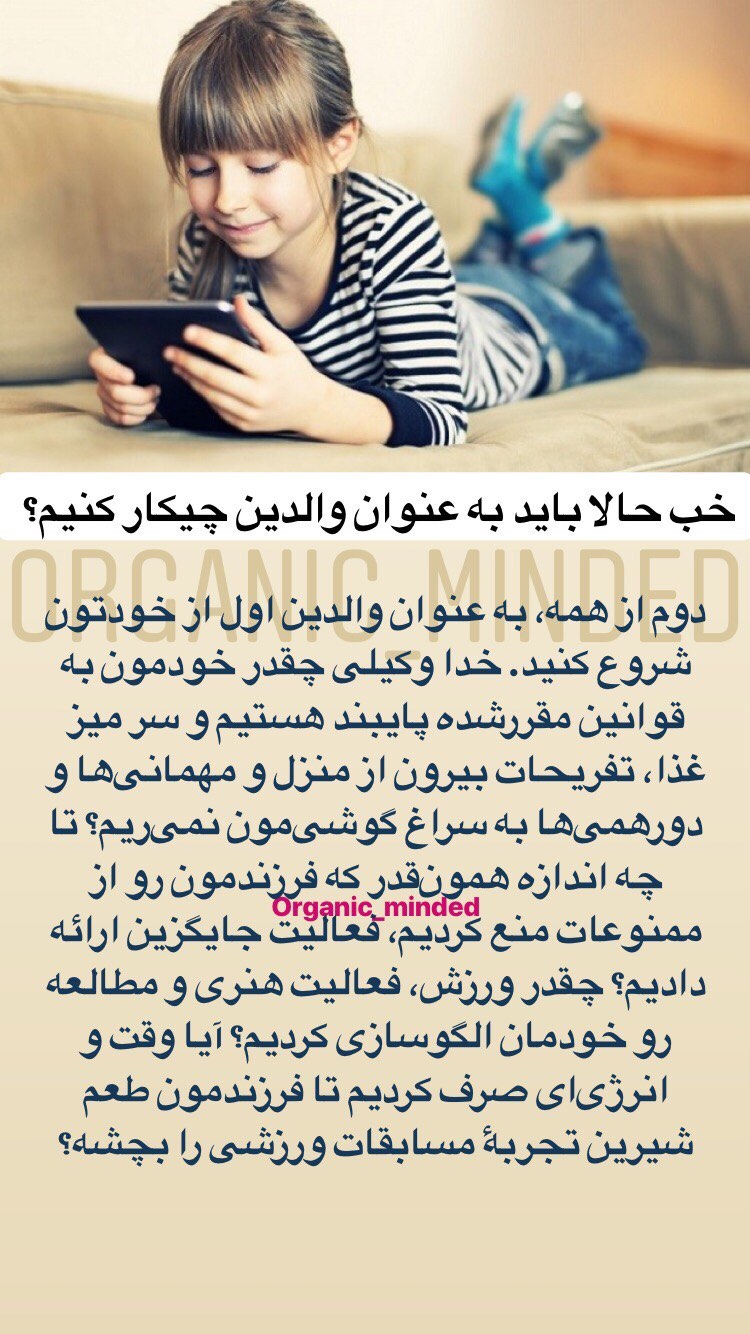 خب حالا باید به عنوان والدین چیکار کنیم؟
ORGANIC_MINDED
دوم از همه، به عنوان والدین اول از خودتون
شروع کنید. خدا وکیلی چقدر خودمون به
قوانین مقررشده پایبند هستیم و سر میز
غذا، تفریحات بیرون از منزل و مهمانی‌ها و
دورهمی‌ها به سراغ گوشی‌مون نمی‌ریم؟ تا
چه اندازه همون‌قدر که فرزندمون رو از
Organic_minded
ممنوعات منع کردیم، فعالیت جایگزین ارائه
دادیم؟ چقدر ورزش، فعالیت هنری و مطالعه
رو خودمان الگوسازی کردیم؟ آیا وقت و
انرژی‌ای صرف کردیم تا فرزندمون طعم
شیرین تجربهٔ مسابقات ورزشی را بچشه؟